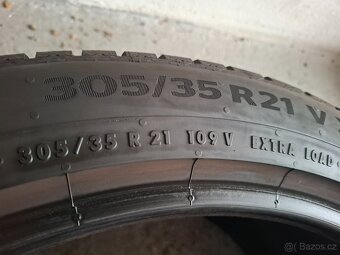 305/35 R21 V
305/35 R 21 109 V EXTRA LOAD
bazos.cz